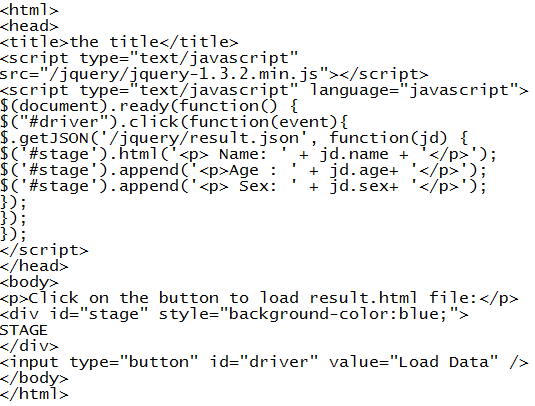 <html>
<head>
<title>the title</title>
<script type="text/javascript"
src="/jquery/jquery-1.3.2.min.js"></script>
<script type="text/javascript" language="javascript">
$(document).ready(function() {
$("#driver").click(function(event){
$.getJSON('/jquery/result.json', function(jd) {
$('#stage').html('<p> Name: ' + jd.name + '</p>');
$('#stage').append('<p>Age : ' + jd.age+ '</p>');
$('#stage').append('<p> Sex: ' + jd.sex+ '</p>');
});
});
});
</script>
</head>
<body>
<p>Click on the button to load result.html file:</p>
<div id="stage" style="background-color:blue;">
STAGE
</div>
<input type="button" id="driver" value="Load Data" />
</body>
</html>